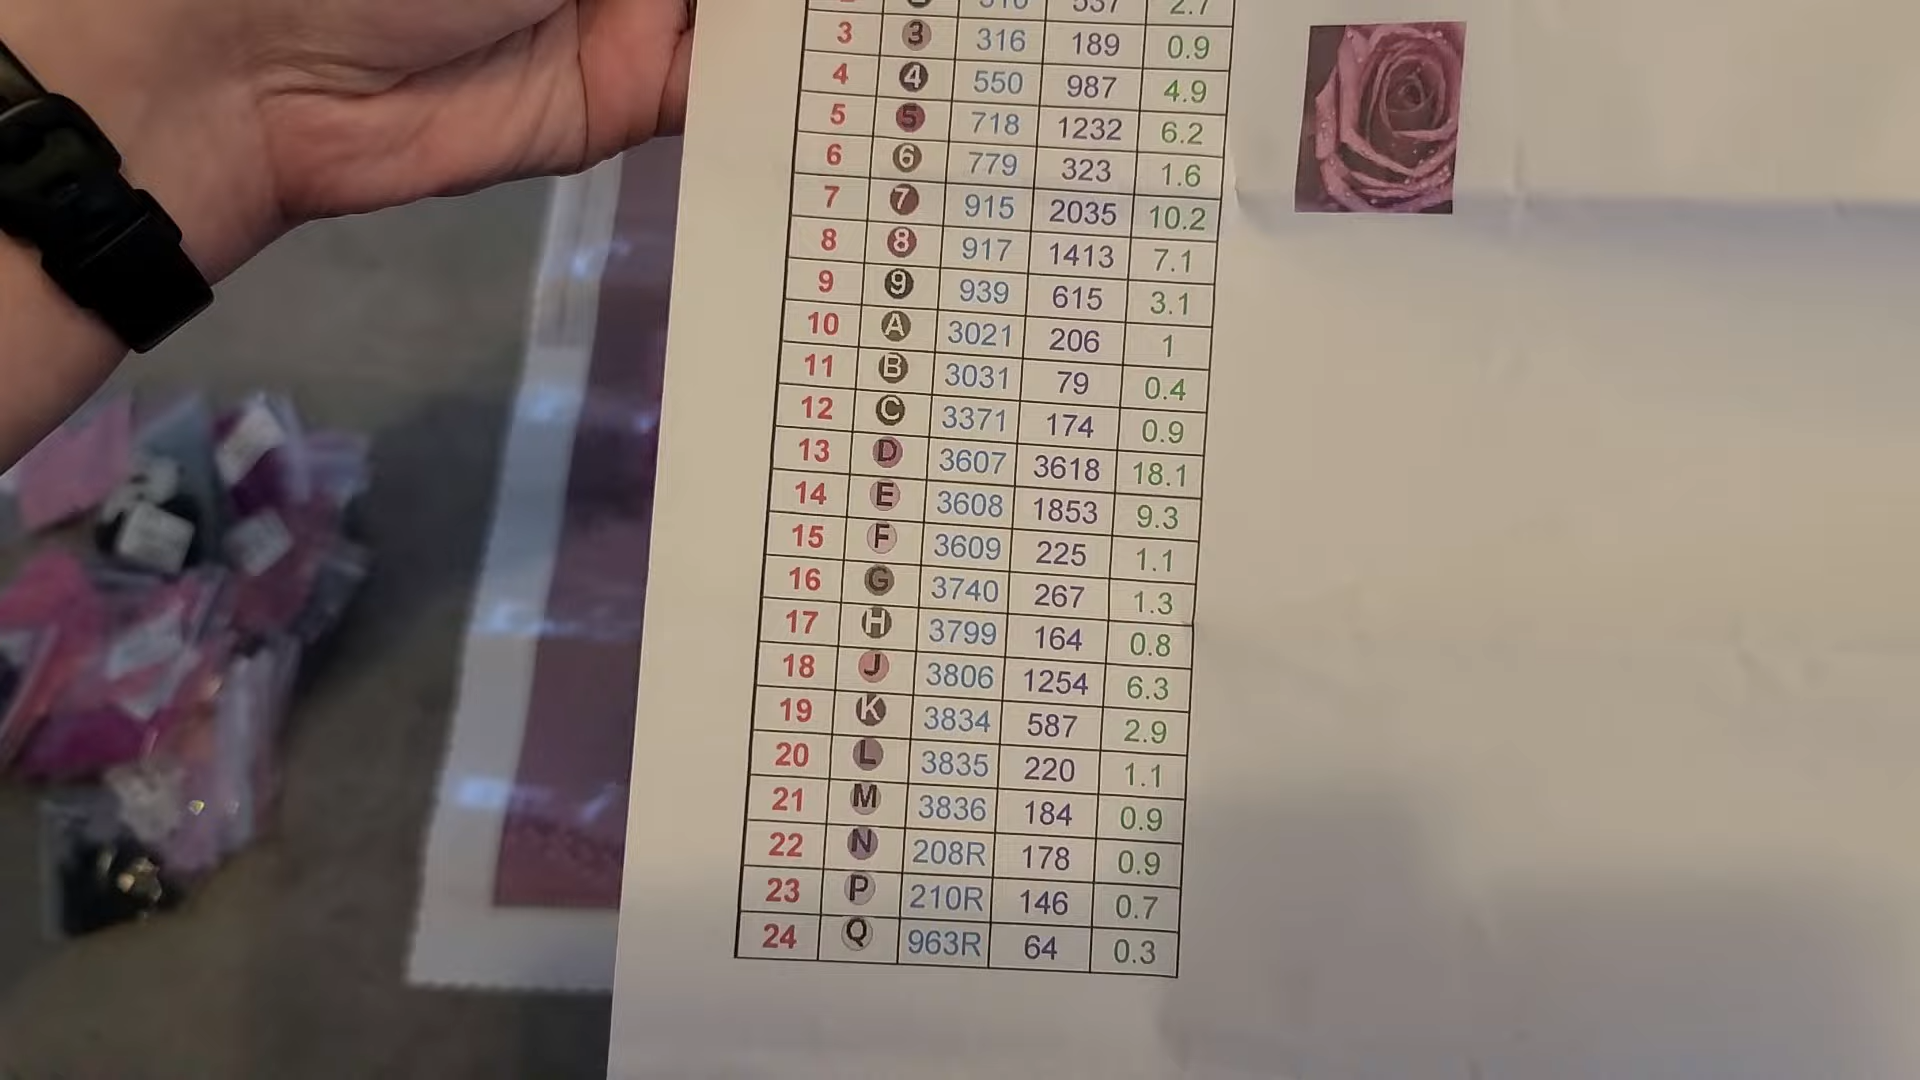 2.7
3 3 316 189 0.9
4 4 550 987 4.9
5 5 718 1232 6.2
6 6 779 323 1.6
7 7 915 2035 10.2
8 8 917 1413 7.1
9 9 939 615 3.1
10 A 3021 206 1
11 B 3031 79 0.4
12 C 3371 174 0.9
13 D 3607 3618 18.1
14 E 3608 1853 9.3
15 F 3609 225 1.1
16 G 3740 267 1.3
17 H 3799 164 0.8
18 J 3806 1254 6.3
19 K 3834 587 2.9
20 L 3835 220 1.1
21 M 3836 184 0.9
22 N 208R 178 0.9
23 P 210R 146 0.7
24 Q 963R 64 0.3